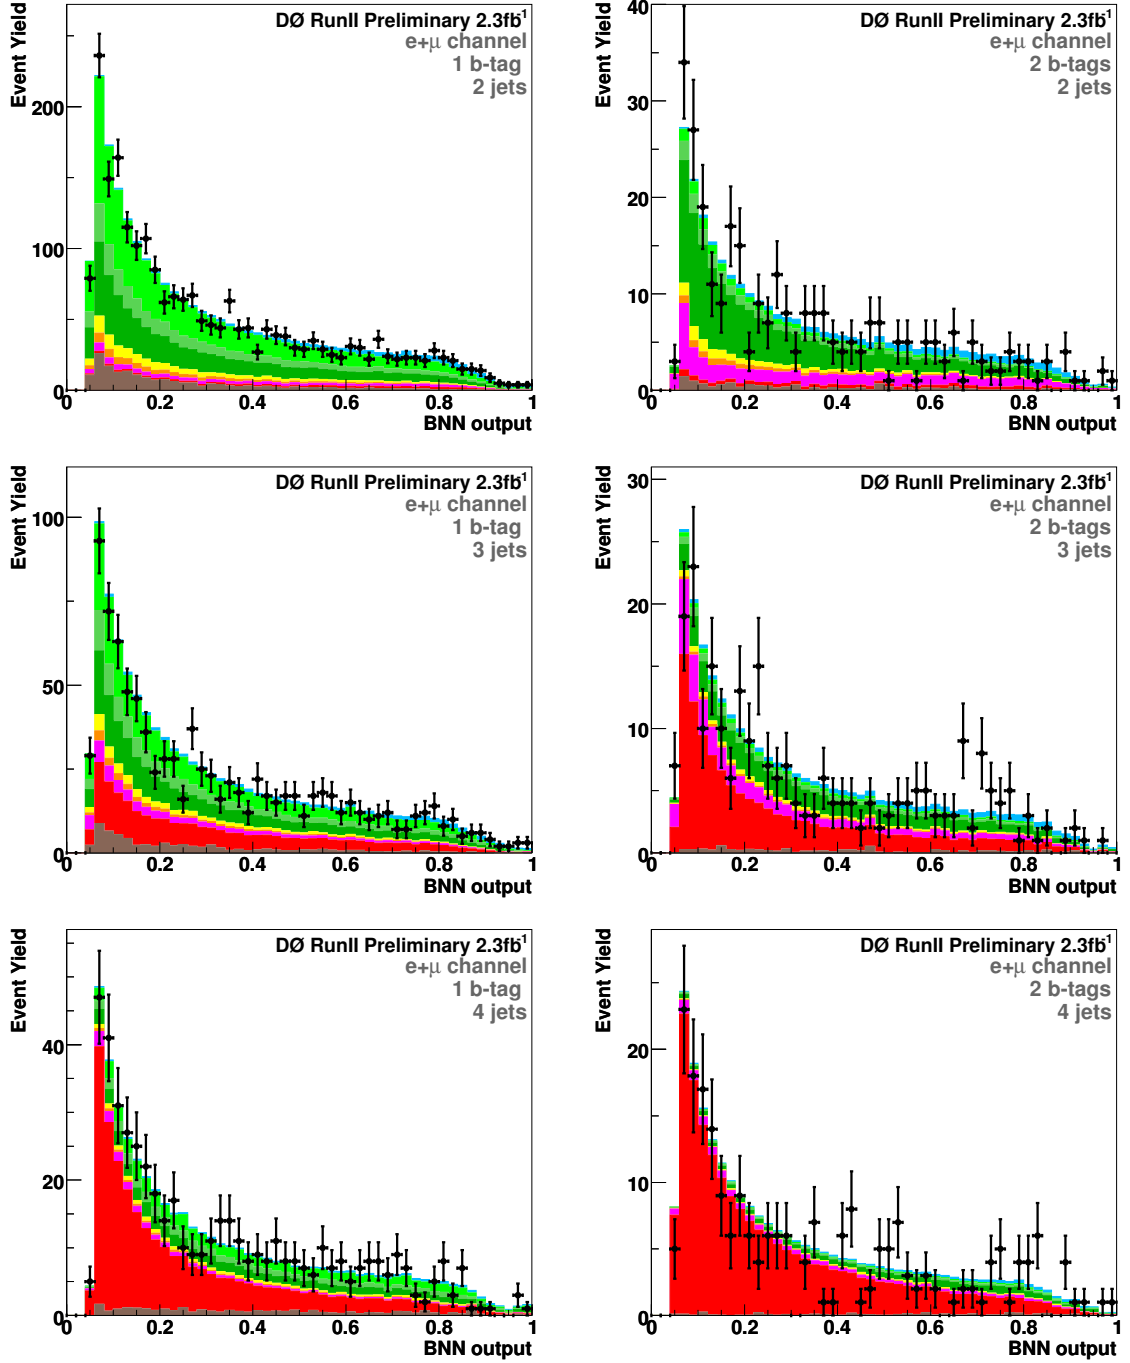 DØ RunII Preliminary 2.3fb-1
e+μ channel
1 b-tag
2 jets
Event Yield
200
100
0
0 0.2 0.4 0.6 0.8 1
BNN output
DØ RunII Preliminary 2.3fb-1
e+μ channel
2 b-tags
2 jets
Event Yield
40
30
20
10
0
0 0.2 0.4 0.6 0.8 1
BNN output
DØ RunII Preliminary 2.3fb-1
e+μ channel
1 b-tag
3 jets
Event Yield
100
50
0
0 0.2 0.4 0.6 0.8 1
BNN output
DØ RunII Preliminary 2.3fb-1
e+μ channel
2 b-tags
3 jets
Event Yield
30
20
10
0
0 0.2 0.4 0.6 0.8 1
BNN output
DØ RunII Preliminary 2.3fb-1
e+μ channel
1 b-tag
4 jets
Event Yield
40
20
0
0 0.2 0.4 0.6 0.8 1
BNN output
DØ RunII Preliminary 2.3fb-1
e+μ channel
2 b-tags
4 jets
Event Yield
20
10
0
0 0.2 0.4 0.6 0.8 1
BNN output